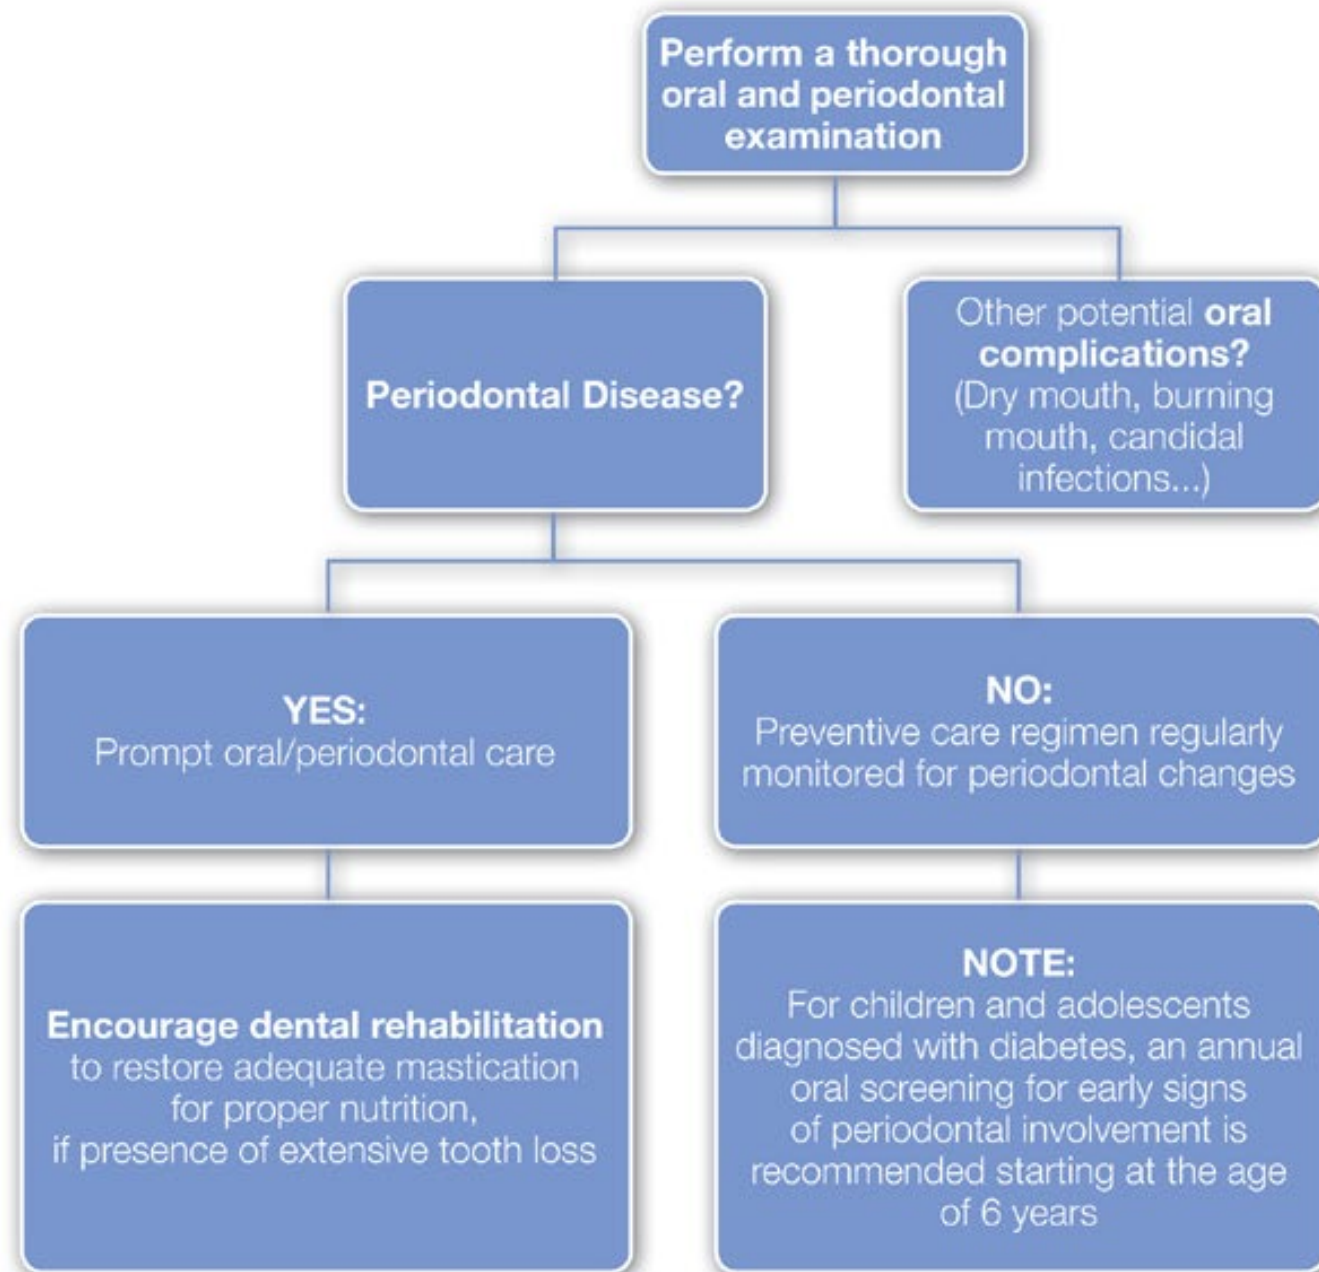 Perform a thorough
oral and periodontal
examination
Periodontal Disease?
Other potential oral
complications?
(Dry mouth, burning
mouth, candidal
infections...)
YES:
Prompt oral/periodontal care
NO:
Preventive care regimen regularly
monitored for periodontal changes
Encourage dental rehabilitation
to restore adequate mastication
for proper nutrition,
if presence of extensive tooth loss
NOTE:
For children and adolescents
diagnosed with diabetes, an annual
oral screening for early signs
of periodontal involvement is
recommended starting at the age
of 6 years